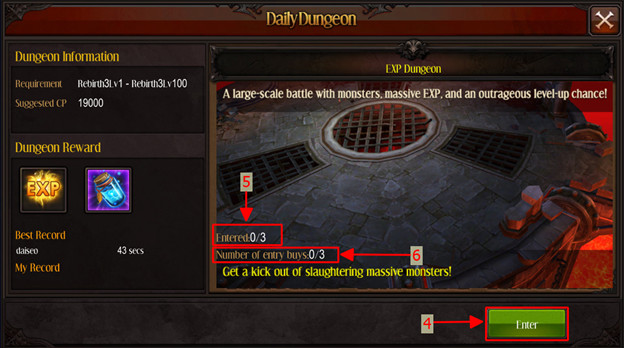 Daily Dungeon
Dungeon Information
Requirement Rebirth3Lv1 - Rebirth3Lv100
Suggested CP 19000
Dungeon Reward
EXP
Best Record
daiseo 43 secs
My Record
EXP Dungeon
A large-scale battle with monsters, massive EXP, and an outrageous level-up chance!
5
Entered:0/3
Number of entry buys:0/3
6
Get a kick out of slaughtering massive monsters!
4
Enter